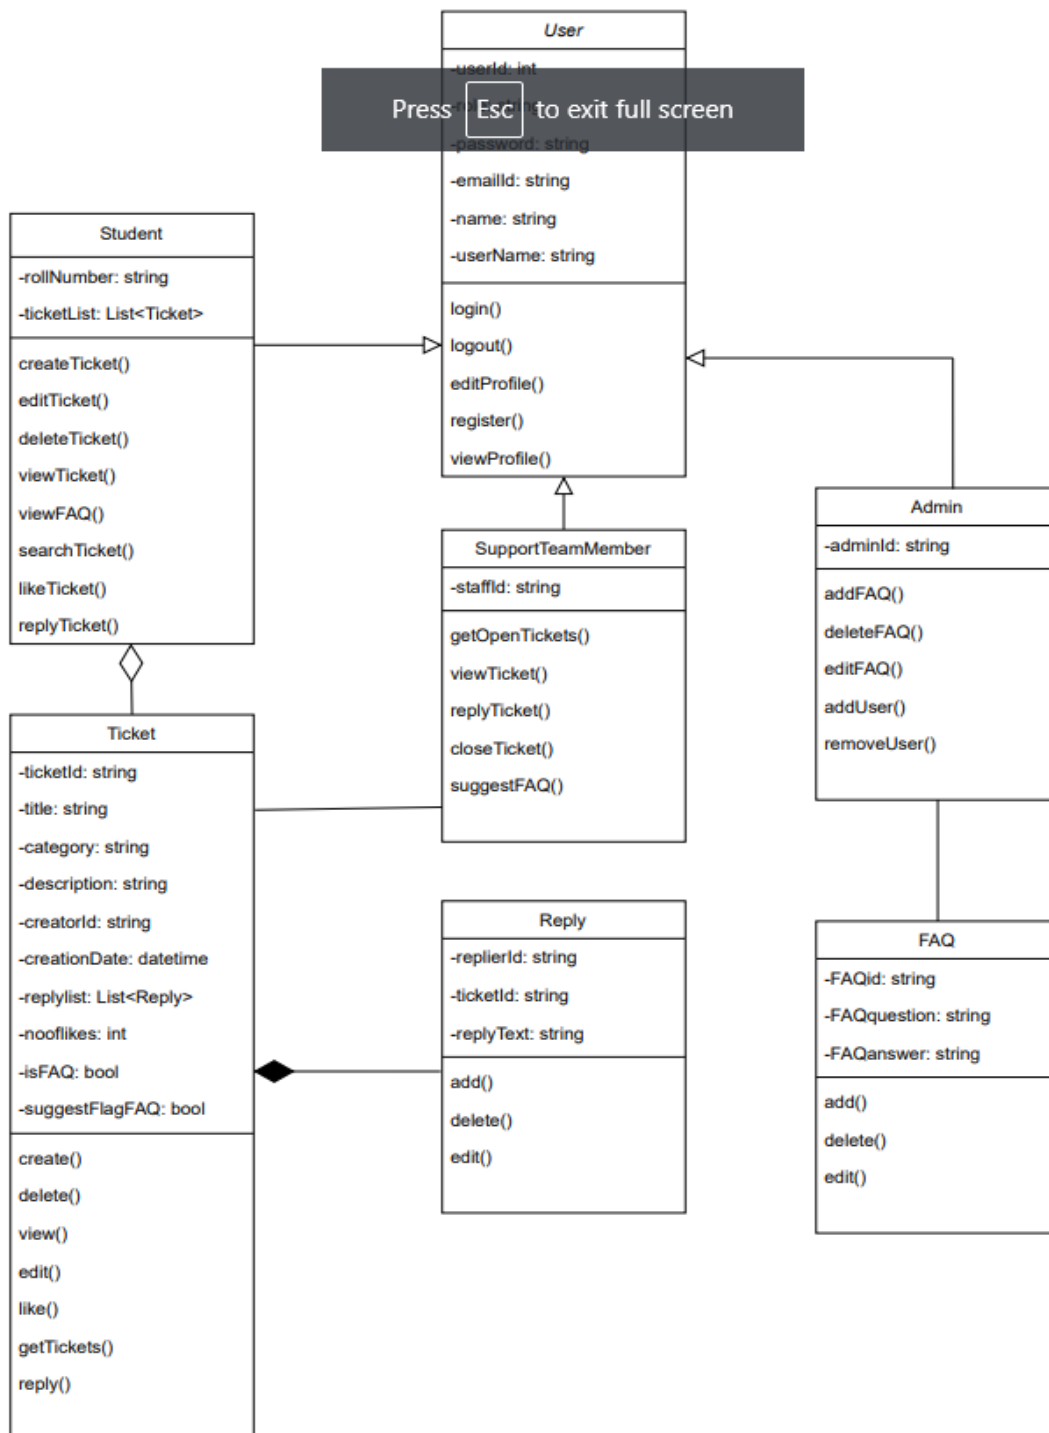 User
-userId: int
Press Esc to exit full screen
-password: string
-emailId: string
-name: string
-userName: string
login()
logout()
editProfile()
register()
viewProfile()
Student
-rollNumber: string
-ticketList: List<Ticket>
createTicket()
editTicket()
deleteTicket()
viewTicket()
viewFAQ()
searchTicket()
likeTicket()
replyTicket()
SupportTeamMember
-staffId: string
getOpenTickets()
viewTicket()
replyTicket()
closeTicket()
suggestFAQ()
Admin
-adminId: string
addFAQ()
deleteFAQ()
editFAQ()
addUser()
removeUser()
Ticket
-ticketId: string
-title: string
-category: string
-description: string
-creatorId: string
-creationDate: datetime
-replylist: List<Reply>
-nooflikes: int
-isFAQ: bool
-suggestFlagFAQ: bool
create()
delete()
view()
edit()
like()
getTickets()
reply()
Reply
-replierId: string
-ticketId: string
-replyText: string
add()
delete()
edit()
FAQ
-FAQid: string
-FAQquestion: string
-FAQanswer: string
add()
delete()
edit()